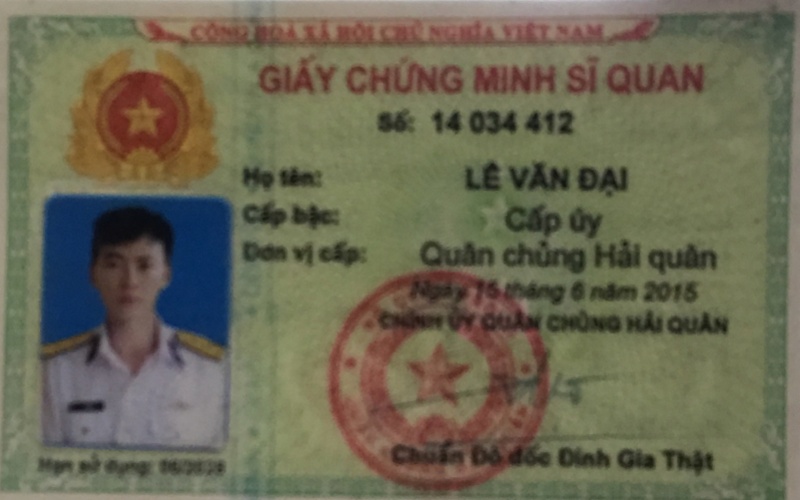 CỘNG HOÀ XÃ HỘI CHỦ NGHĨA VIỆT NAM
GIẤY CHỨNG MINH SĨ QUAN
Số: 14 034 412
Họ tên: LÊ VĂN ĐẠI
Cấp bậc: Cấp úy
Đơn vị cấp: Quân chủng Hải quân
Ngày 15 tháng 6 năm 2015
CHÍNH ỦY QUÂN CHỦNG HẢI QUÂN
Chuẩn Đô đốc Đinh Gia Thật
Hạn sử dụng: